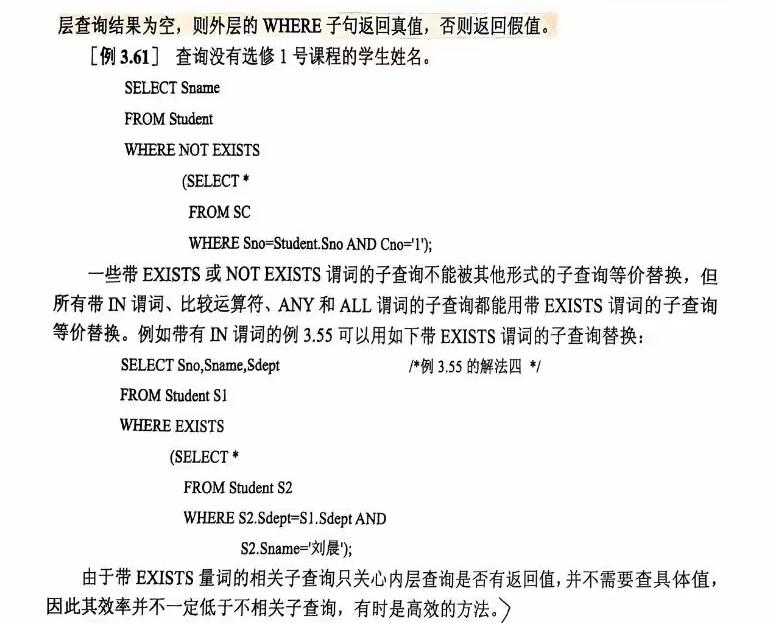 层查询结果为空，则外层的 WHERE 子句返回真值，否则返回假值。
［例 3.61］ 查询没有选修 1 号课程的学生姓名。
SELECT Sname
FROM Student
WHERE NOT EXISTS
(SELECT *
FROM SC
WHERE Sno=Student.Sno AND Cno='1');
一些带 EXISTS 或 NOT EXISTS 谓词的子查询不能被其他形式的子查询等价替换，但
所有带 IN 谓词、比较运算符、ANY 和 ALL 谓词的子查询都能用带 EXISTS 谓词的子查询
等价替换。例如带有 IN 谓词的例 3.55 可以用如下带 EXISTS 谓词的子查询替换：
SELECT Sno,Sname,Sdept /*例 3.55 的解法四 */
FROM Student S1
WHERE EXISTS
(SELECT *
FROM Student S2
WHERE S2.Sdept=S1.Sdept AND
S2.Sname='刘晨');
由于带 EXISTS 量词的相关子查询只关心内层查询是否有返回值，并不需要查具体值，
因此其效率并不一定低于不相关子查询，有时是高效的方法。